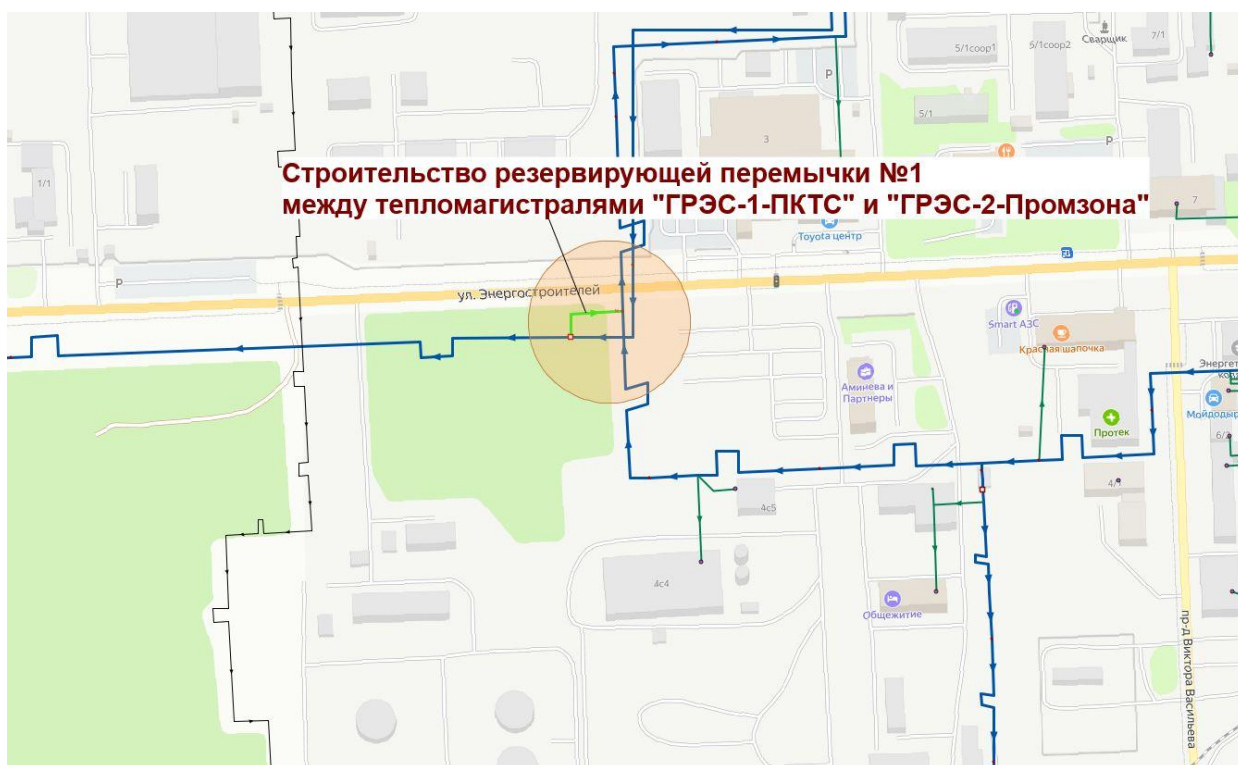 5/1соор1
5/1соор2
Сварщик
7/1
P
5/1
3
P
1/1
Строительство резервирующей перемычки №1
между тепломагистралями "ГРЭС-1-ПКТС" и "ГРЭС-2-Промзона"
7
Toyota центр
P
ул. Энергостроителей
Smart АЗС
Красная шапочка
Аминева и
Партнеры
Мойдодыр
Протек
4/1
4с5
4с4
Общежитие
пр-д Виктора Васильева